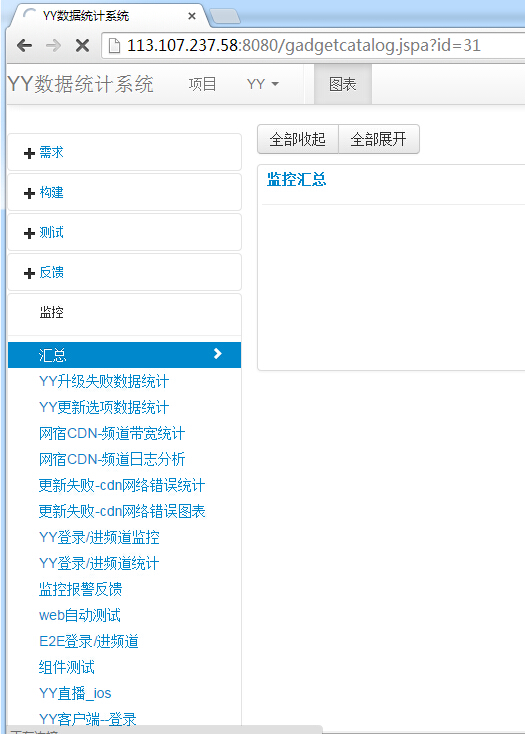 YY数据统计系统
113.107.237.58:8080/gadgetcatalog.jspa?id=31
YY数据统计系统 项目 YY 图表
全部收起 全部展开
需求
构建
测试
反馈
监控
监控汇总
汇总
YY升级失败数据统计
YY更新选项数据统计
网宿CDN-频道带宽统计
网宿CDN-频道日志分析
更新失败-cdn网络错误统计
更新失败-cdn网络错误图表
YY登录/进频道监控
YY登录/进频道统计
监控报警反馈
web自动测试
E2E登录/进频道
组件测试
YY直播_ios
YY客户端--登录